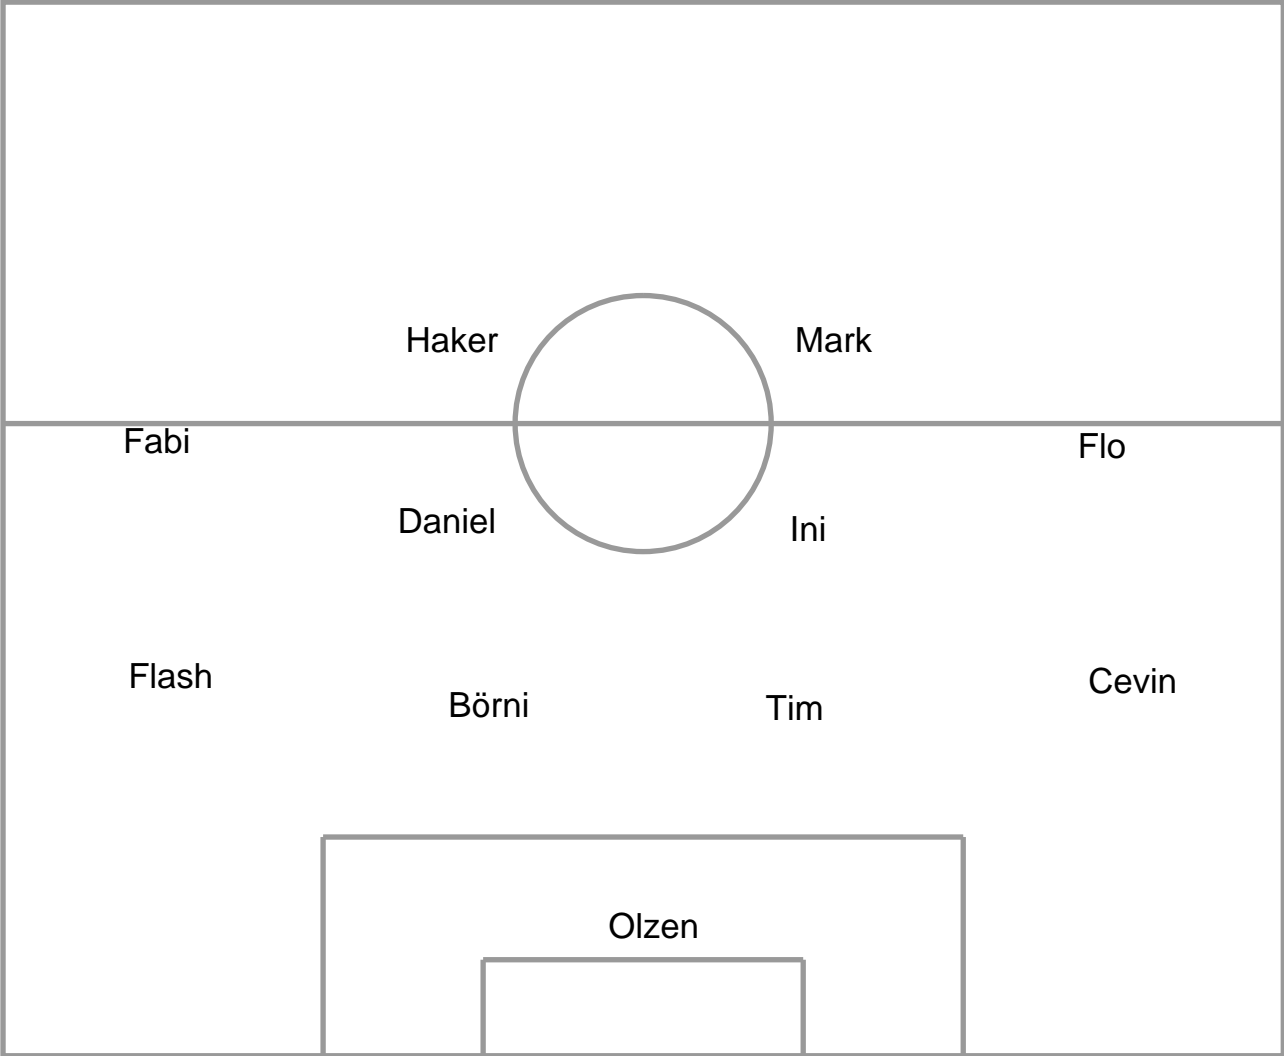 Haker
Mark
Fabi
Flo
Daniel
Ini
Flash
Cevin
Börni
Tim
Olzen